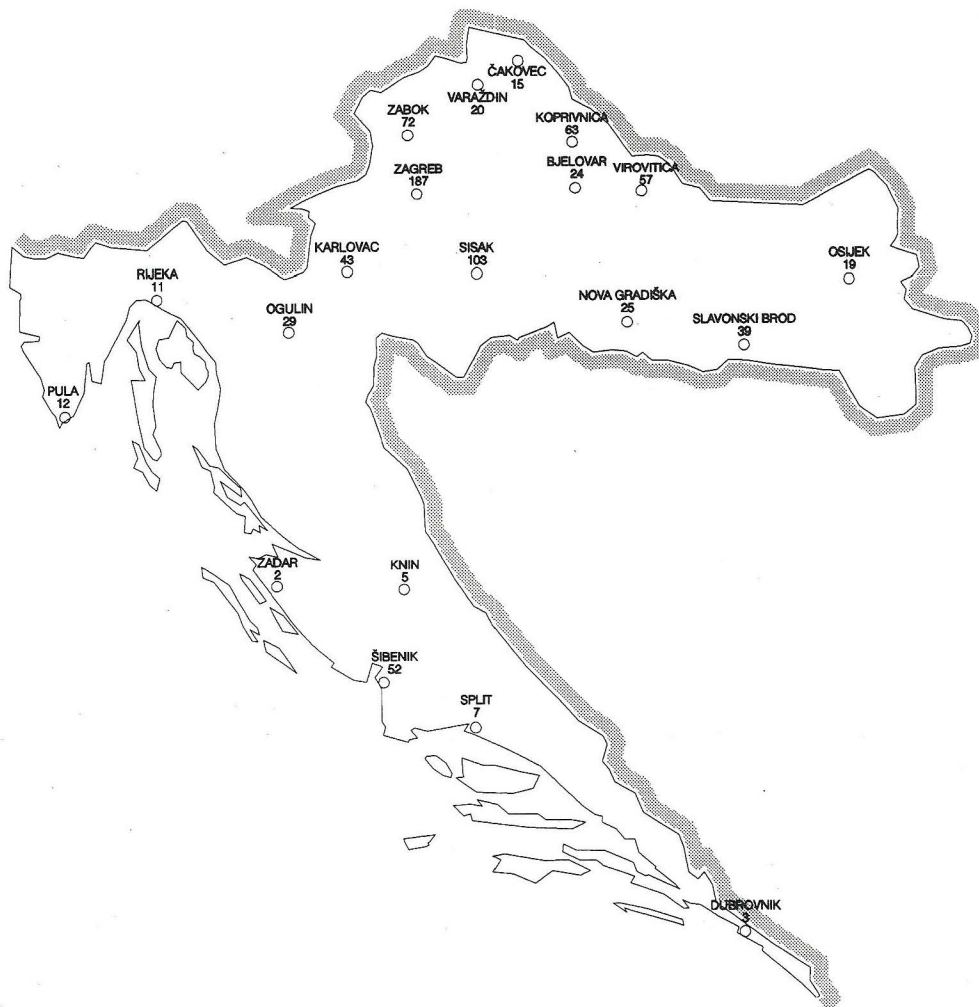 ČAKOVEC
15
VARAŽDIN
20
ZABOK
72
KOPRIVNICA
63
BJELOVAR
24
VIROVITICA
57
ZAGREB
187
KARLOVAC
43
SISAK
103
OSIJEK
19
RIJEKA
11
OGULIN
29
NOVA GRADIŠKA
25
SLAVONSKI BROD
39
PULA
12
ZADAR
2
KNIN
5
ŠIBENIK
52
SPLIT
7
DUBROVNIK
3